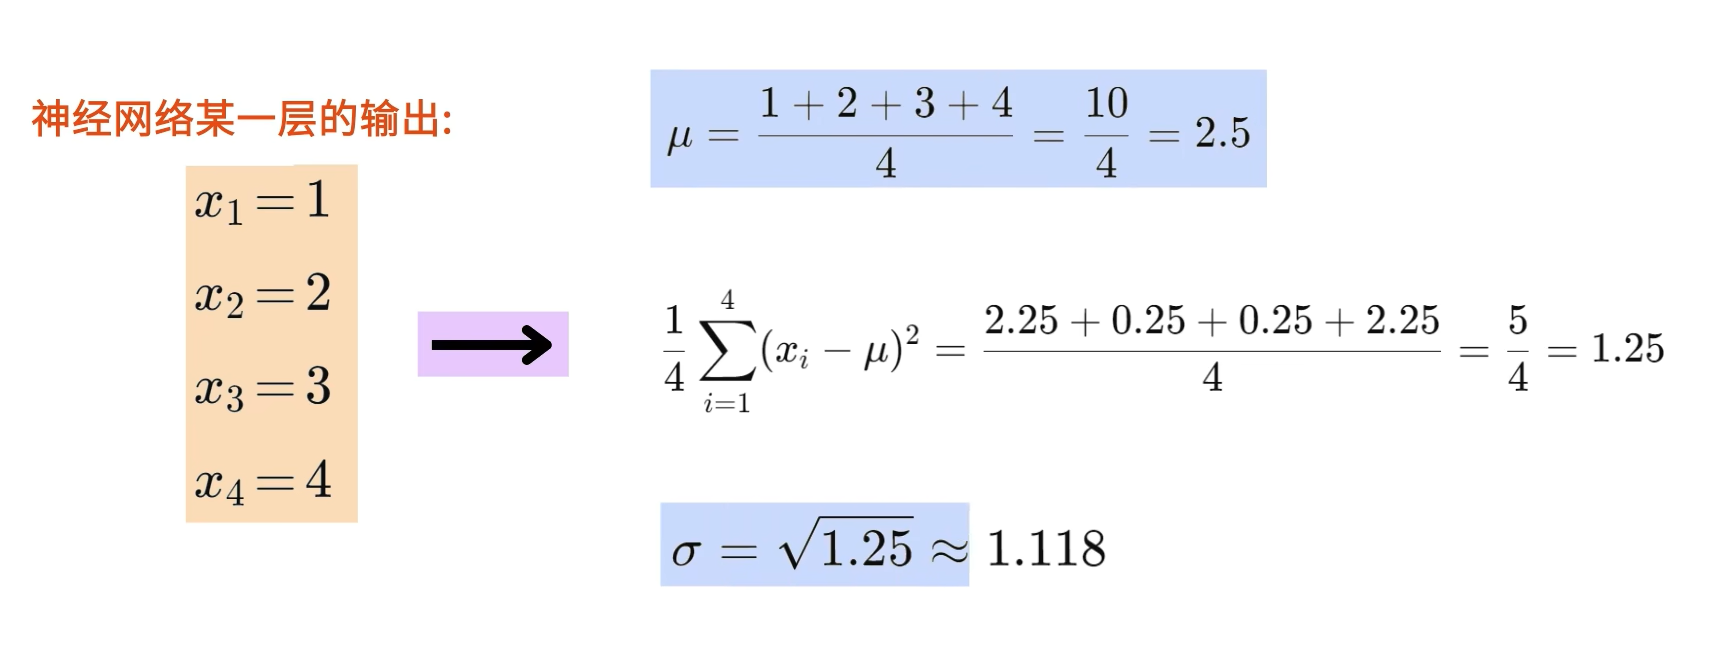 神经网络某一层的输出:
x₁ = 1
x₂ = 2
x₃ = 3
x₄ = 4
μ = (1 + 2 + 3 + 4)/4 = 10/4 = 2.5
1/4 ∑_{i=1}^{4} (xᵢ − μ)² = (2.25 + 0.25 + 0.25 + 2.25)/4 = 5/4 = 1.25
σ = √1.25 ≈ 1.118